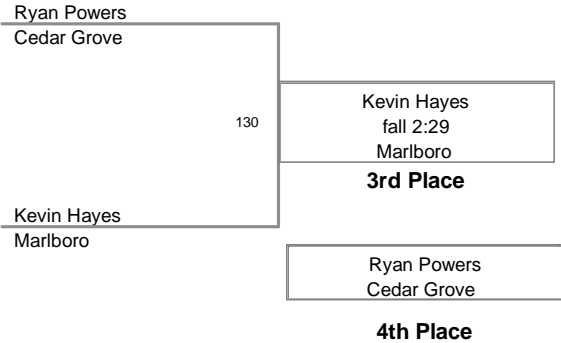 Ryan Powers
Cedar Grove
130
Kevin Hayes
fall 2:29
Marlboro
3rd Place
Kevin Hayes
Marlboro
Ryan Powers
Cedar Grove
4th Place